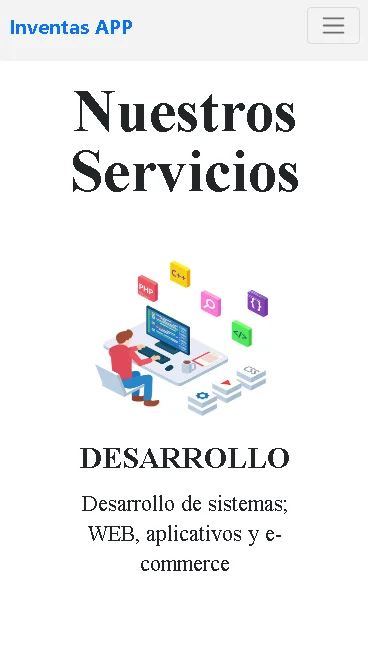 Inventas APP
Nuestros
Servicios
C++
PHP
{}
</>
CSS
DESARROLLO
Desarrollo de sistemas;
WEB, aplicativos y e-
commerce